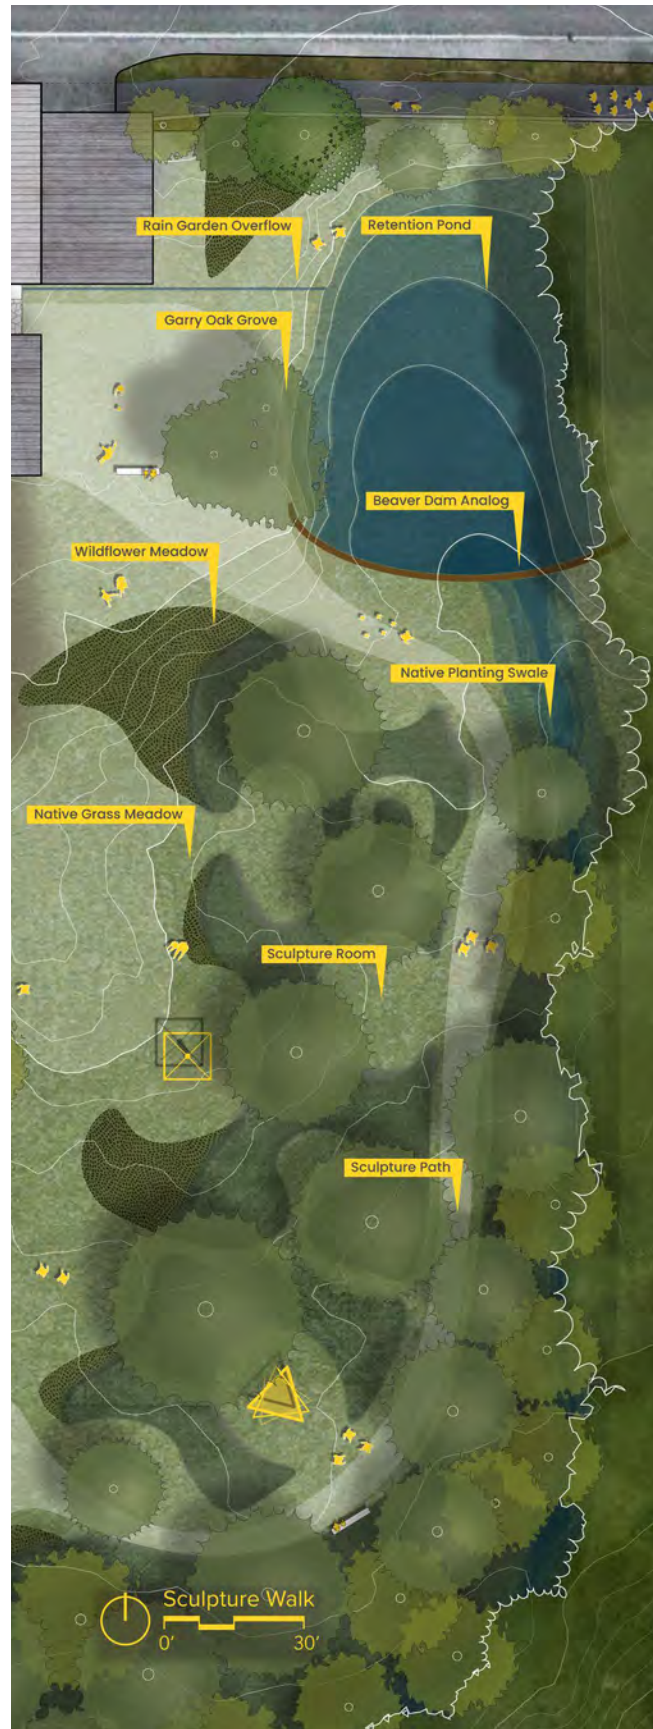 Rain Garden Overflow
Retention Pond
Garry Oak Grove
Beaver Dam Analog
Wildflower Meadow
Native Planting Swale
Native Grass Meadow
Sculpture Room
Sculpture Path
Sculpture Walk
0' 30'